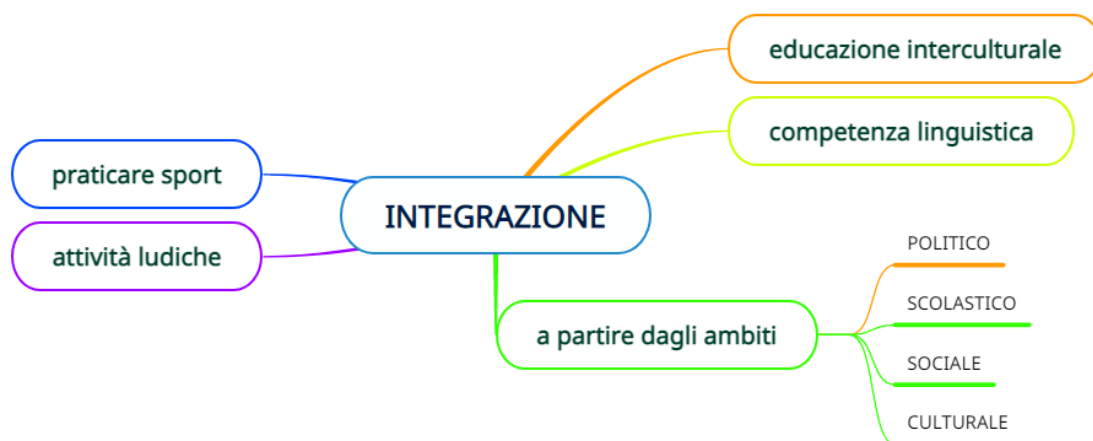 educazione interculturale
competenza linguistica
praticare sport
INTEGRAZIONE
attività ludiche
a partire dagli ambiti
POLITICO
SCOLASTICO
SOCIALE
CULTURALE